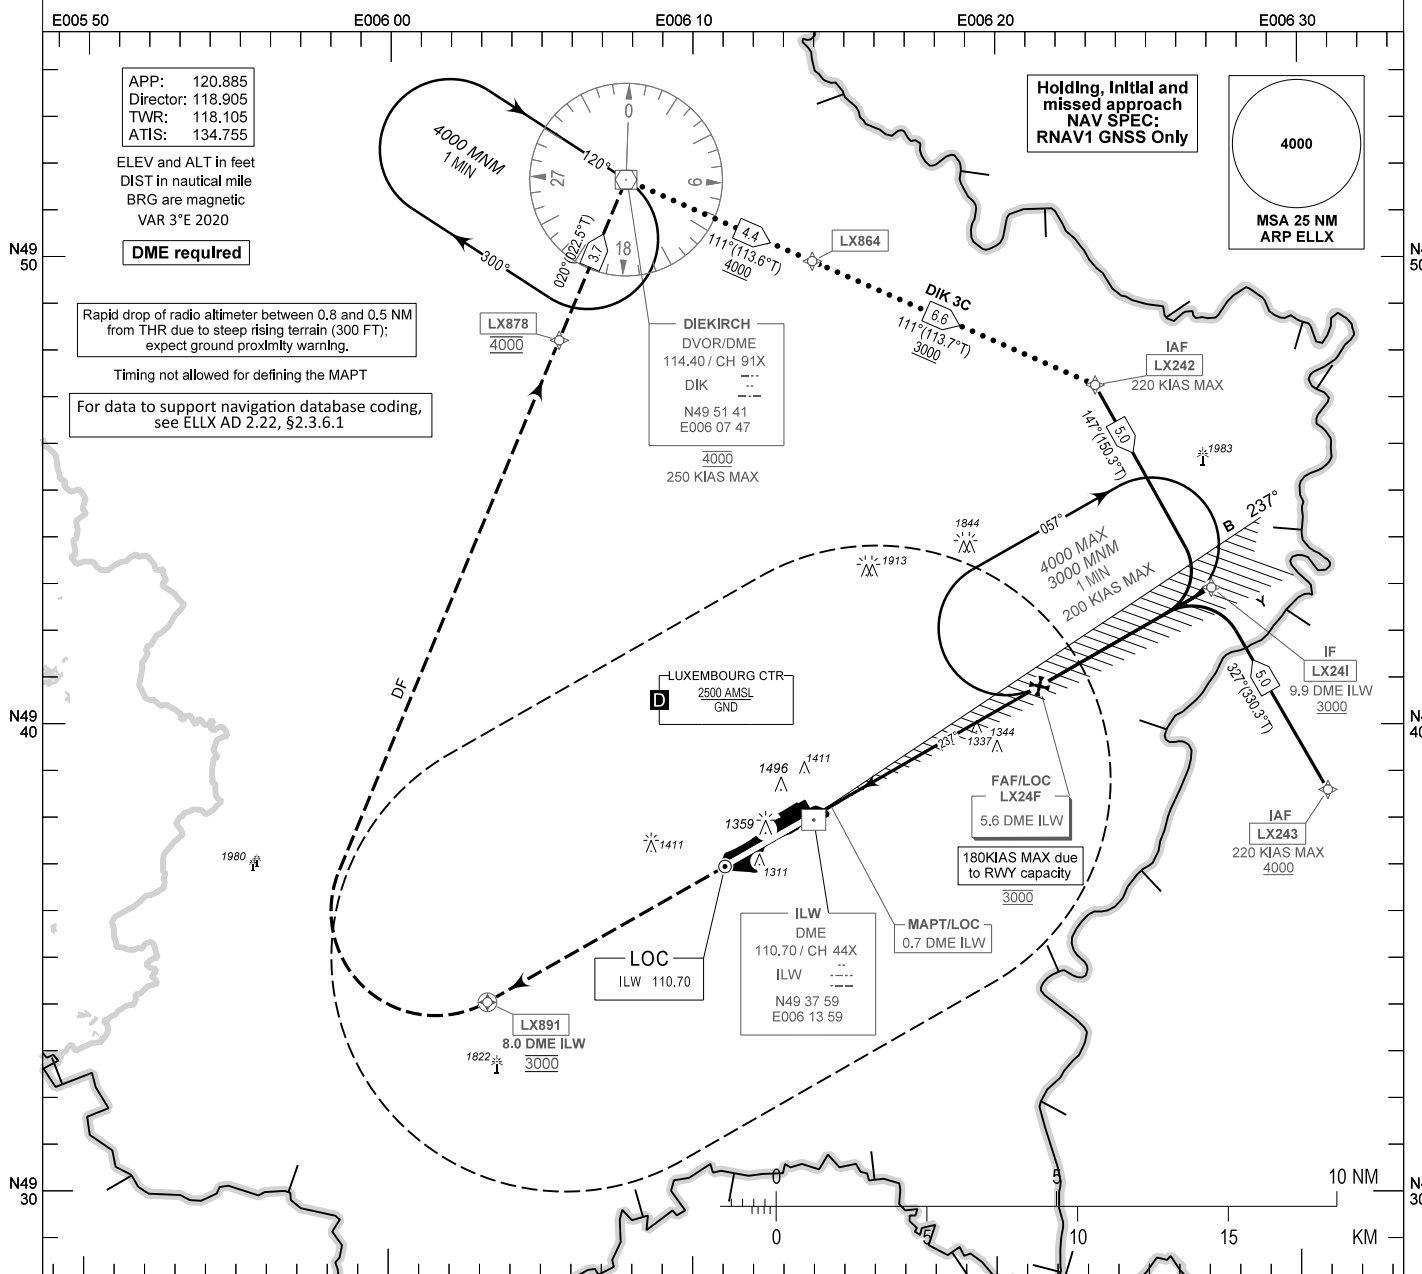 E005 50
E006 00
E006 10
E006 20
E006 30
APP: 120.885
Director: 118.905
TWR: 118.105
ATIS: 134.755
ELEV and ALT in feet
DIST in nautical mile
BRG are magnetic
VAR 3°E 2020
DME required
Holding, Initial and
missed approach
NAV SPEC:
RNAV1 GNSS Only
4000
MSA 25 NM
ARP ELLX
4000 MNM
1 MIN
120°
300°
0
9
18
27
020°(022.5°T)
3.7
4.4
111°(113.6°T)
4000
LX864
DIK 3C
6.6
111°(113.7°T)
3000
N49
50
50
Rapid drop of radio altimeter between 0.8 and 0.5 NM
from THR due to steep rising terrain (300 FT);
expect ground proximity warning.
Timing not allowed for defining the MAPT
For data to support navigation database coding,
see ELLX AD 2.22, §2.3.6.1
LX878
4000
DIEKIRCH
DVOR/DME
114.40 / CH 91X
DIK
N49 51 41
E006 07 47
4000
250 KIAS MAX
IAF
LX242
220 KIAS MAX
5.0
147°(150.3°T)
1983
237°
B
Y
057°
4000 MAX
3000 MNM
1 MIN
200 KIAS MAX
1844
1913
IF
LX24I
9.9 DME ILW
3000
5.0
327°(330.3°T)
DF
LUXEMBOURG CTR
2500 AMSL
GND
D
N49
40
40
237°
1337
1344
1411
1496
1359
1411
1311
1980
FAF/LOC
LX24F
5.6 DME ILW
180KIAS MAX due
to RWY capacity
3000
IAF
LX243
220 KIAS MAX
4000
MAPT/LOC
0.7 DME ILW
ILW
DME
110.70 / CH 44X
ILW
N49 37 59
E006 13 59
LOC
ILW 110.70
LX891
8.0 DME ILW
3000
1822
N49
30
30
0
5
10 NM
0
5
10
15
KM